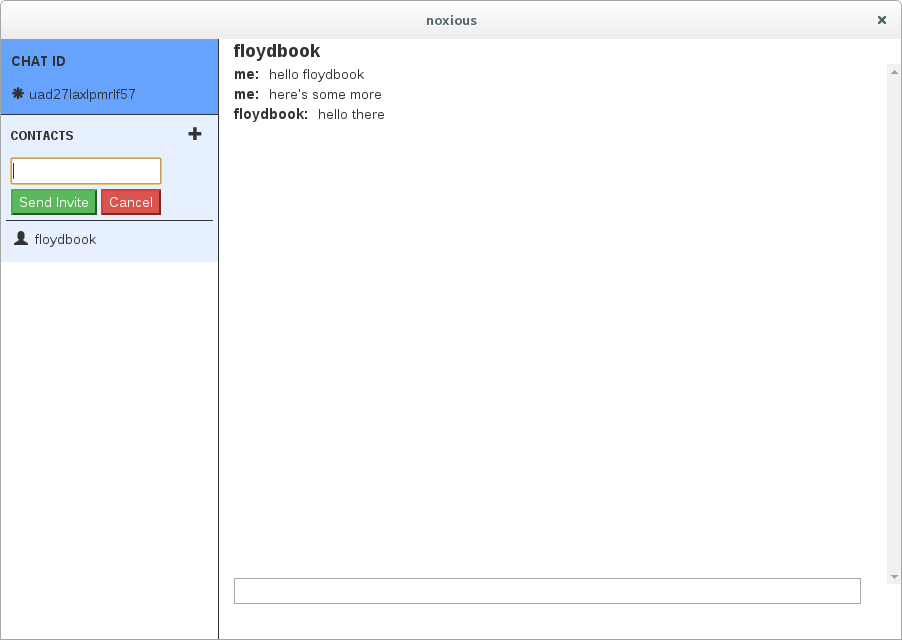 noxious
CHAT ID
uad27laxlpmrlf57
CONTACTS
Send Invite Cancel
floydbook
floydbook
me: hello floydbook
me: here's some more
floydbook: hello there